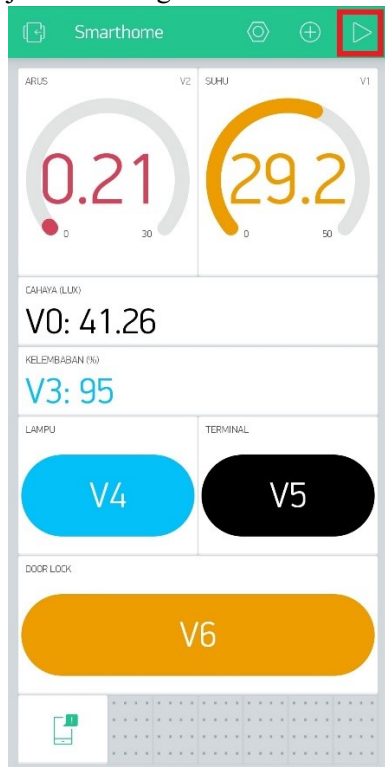 Smarthome
ARUS V2
SUHU V1
0.21
29.2
0 30
0 50
CAHAYA (LUX)
V0: 41.26
KELEMBABAN (%)
V3: 95
LAMPU
TERMINAL
V4
V5
DOOR LOCK
V6